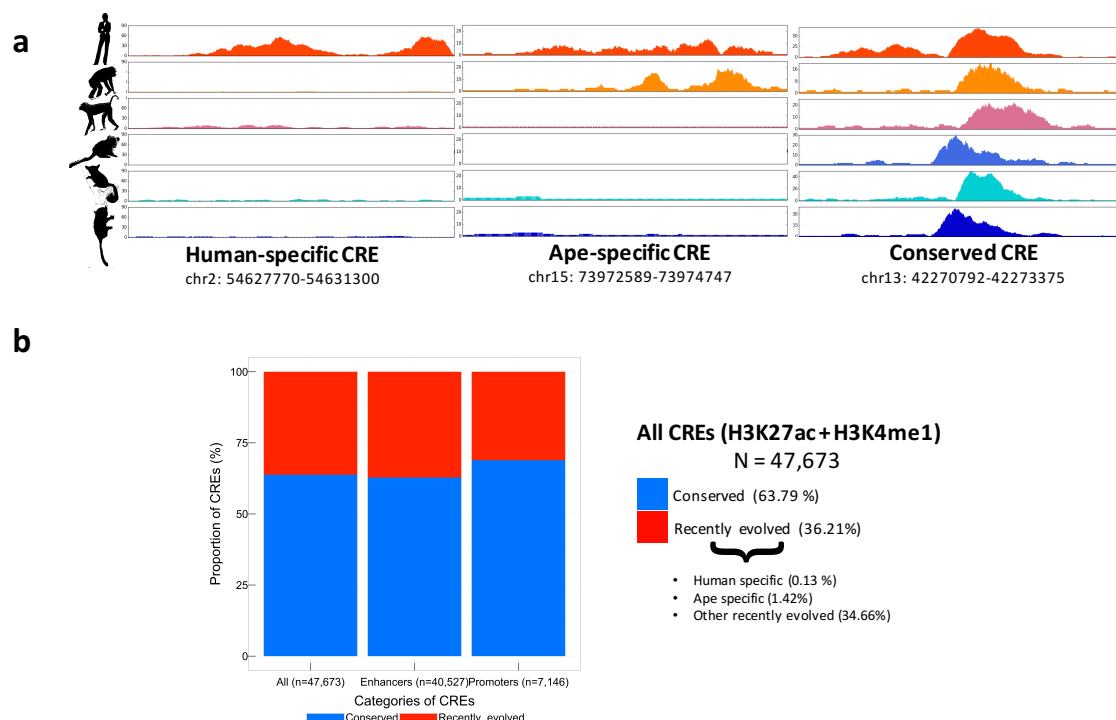 a
Human-specific CRE
chr2: 54627770-54631300
Ape-specific CRE
chr15: 73972589-73974747
Conserved CRE
chr13: 42270792-42273375
b
100
75
50
25
0
Proportion of CREs (%)
All (n=47,673)
Enhancers (n=40,527)
Promoters (n=7,146)
Categories of CREs
Conserved
Recently evolved
All CREs (H3K27ac+H3K4me1)
N = 47,673
Conserved (63.79 %)
Recently evolved (36.21%)
• Human specific (0.13 %)
• Ape specific (1.42%)
• Other recently evolved (34.66%)